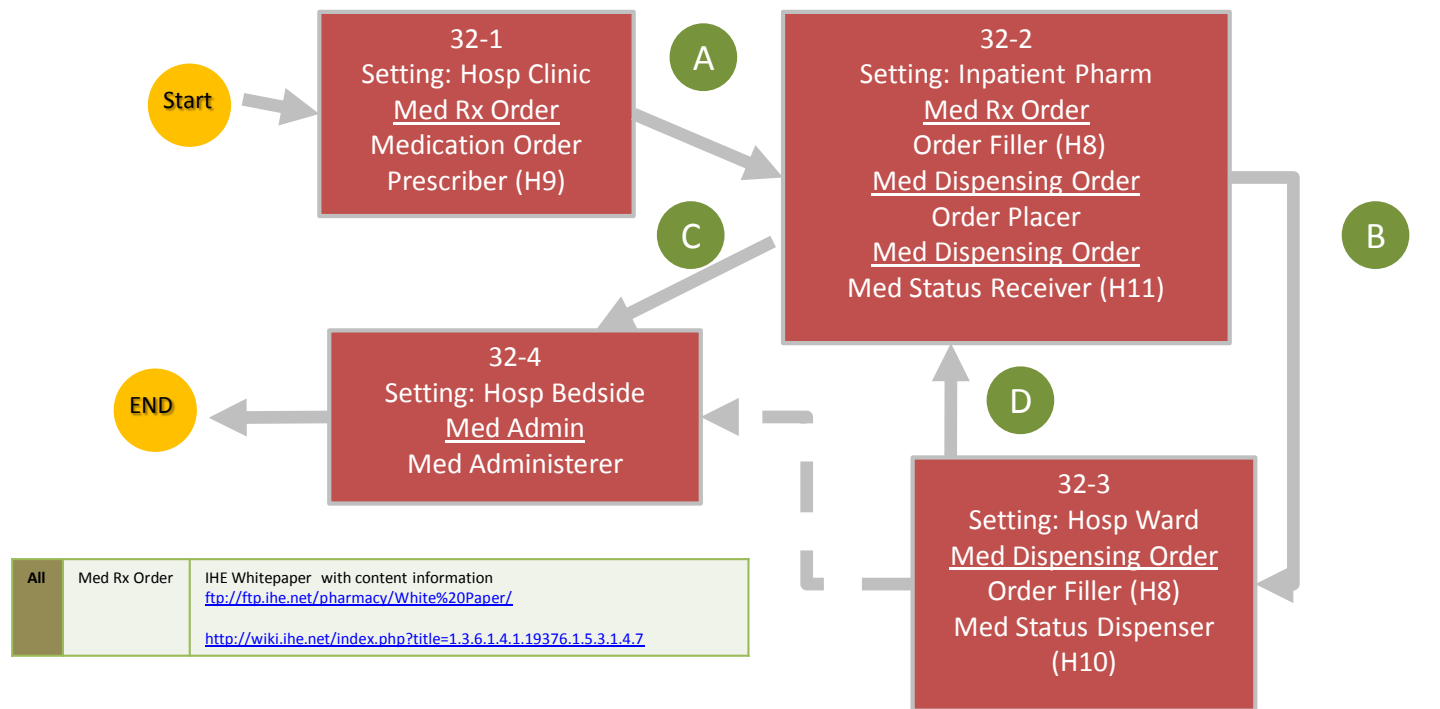 Start
32-1
Setting: Hosp Clinic
Med Rx Order
Medication Order
Prescriber (H9)
A
32-2
Setting: Inpatient Pharm
Med Rx Order
Order Filler (H8)
Med Dispensing Order
Order Placer
Med Dispensing Order
Med Status Receiver (H11)
B
C
32-4
Setting: Hosp Bedside
Med Admin
Med Administerer
END
D
32-3
Setting: Hosp Ward
Med Dispensing Order
Order Filler (H8)
Med Status Dispenser
(H10)
All
Med Rx Order
IHE Whitepaper with content information
ftp://ftp.ihe.net/pharmacy/White%20Paper/
http://wiki.ihe.net/index.php?title=1.3.6.1.4.1.19376.1.5.3.1.4.7